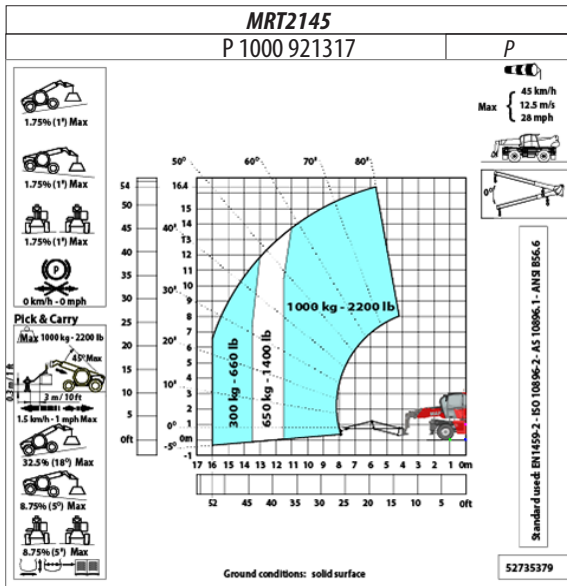 MRT2145
P 1000 921317
P
1.75% (1°) Max
1.75% (1°) Max
1.75% (1°) Max
P
0 km/h - 0 mph
Pick & Carry
Max 1000 kg - 2200 lb
45° Max
0.3 m / 1 ft
3 m / 10 ft
1.5 km/h - 1 mph Max
32.5% (18°) Max
8.75% (5°) Max
8.75% (5°) Max
Max
45 km/h
12.5 m/s
28 mph
0°
50° 60° 70° 80°
40°
30°
20°
10°
0°
-5°
54
50
45
40
35
30
25
20
15
10
5
0ft
16.4
15
14
13
12
11
10
9
8
7
6
5
4
3
2
1
0m
-1
300 kg - 660 lb
650 kg - 1400 lb
1000 kg - 2200 lb
17 16 15 14 13 12 11 10 9 8 7 6 5 4 3 2 1 0m
52 45 40 35 30 25 20 15 10 5 0ft
Standard used: EN1459-2 - ISO 10896-2 - AS 10896.1 - ANSI B56.6
Ground conditions: solid surface
52735379